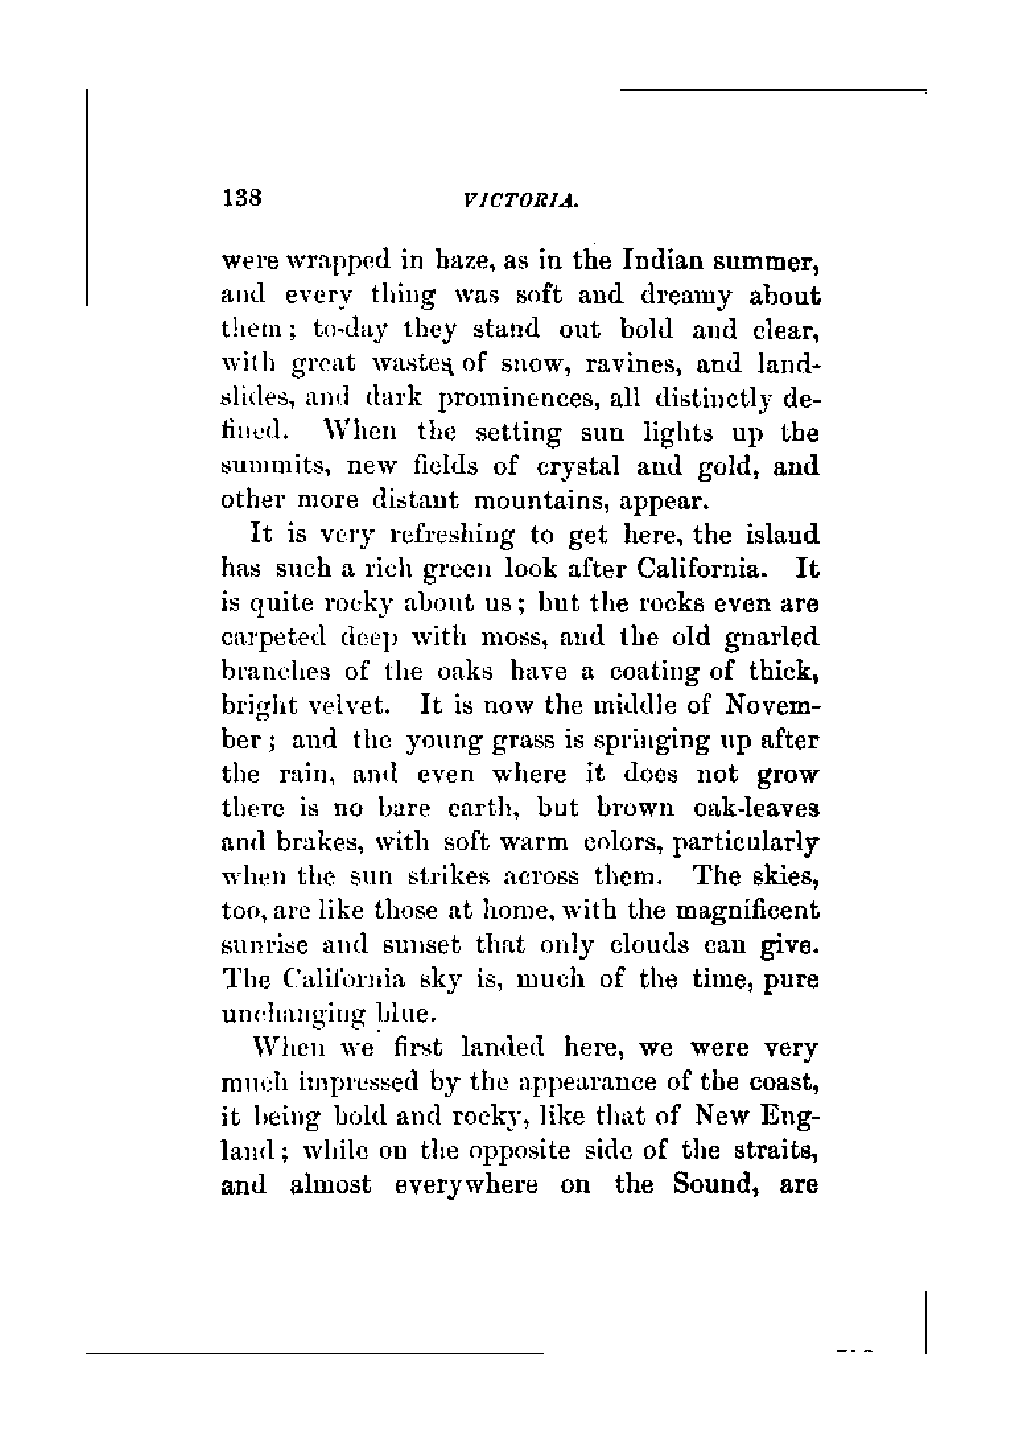 138 VICTORIA.
were wrapped in haze, as in the Indian summer,
and every thing was soft and dreamy about
them; to-day they stand out bold and clear,
with great wastes of snow, ravines, and land-
slides, and dark prominences, all distinctly de-
fined. When the setting sun lights up the
summits, new fields of crystal and gold, and
other more distant mountains, appear.
It is very refreshing to get here, the island
has such a rich green look after California. It
is quite rocky about us; but the rocks even are
carpeted deep with moss, and the old gnarled
branches of the oaks have a coating of thick,
bright velvet. It is now the middle of Novem-
ber; and the young grass is springing up after
the rain, and even where it does not grow
there is no bare earth, but brown oak-leaves
and brakes, with soft warm colors, particularly
when the sun strikes across them. The skies,
too, are like those at home, with the magnificent
sunrise and sunset that only clouds can give.
The California sky is, much of the time, pure
unchanging blue.
When we first landed here, we were very
much impressed by the appearance of the coast,
it being bold and rocky, like that of New Eng-
land; while on the opposite side of the straits,
and almost everywhere on the Sound, are